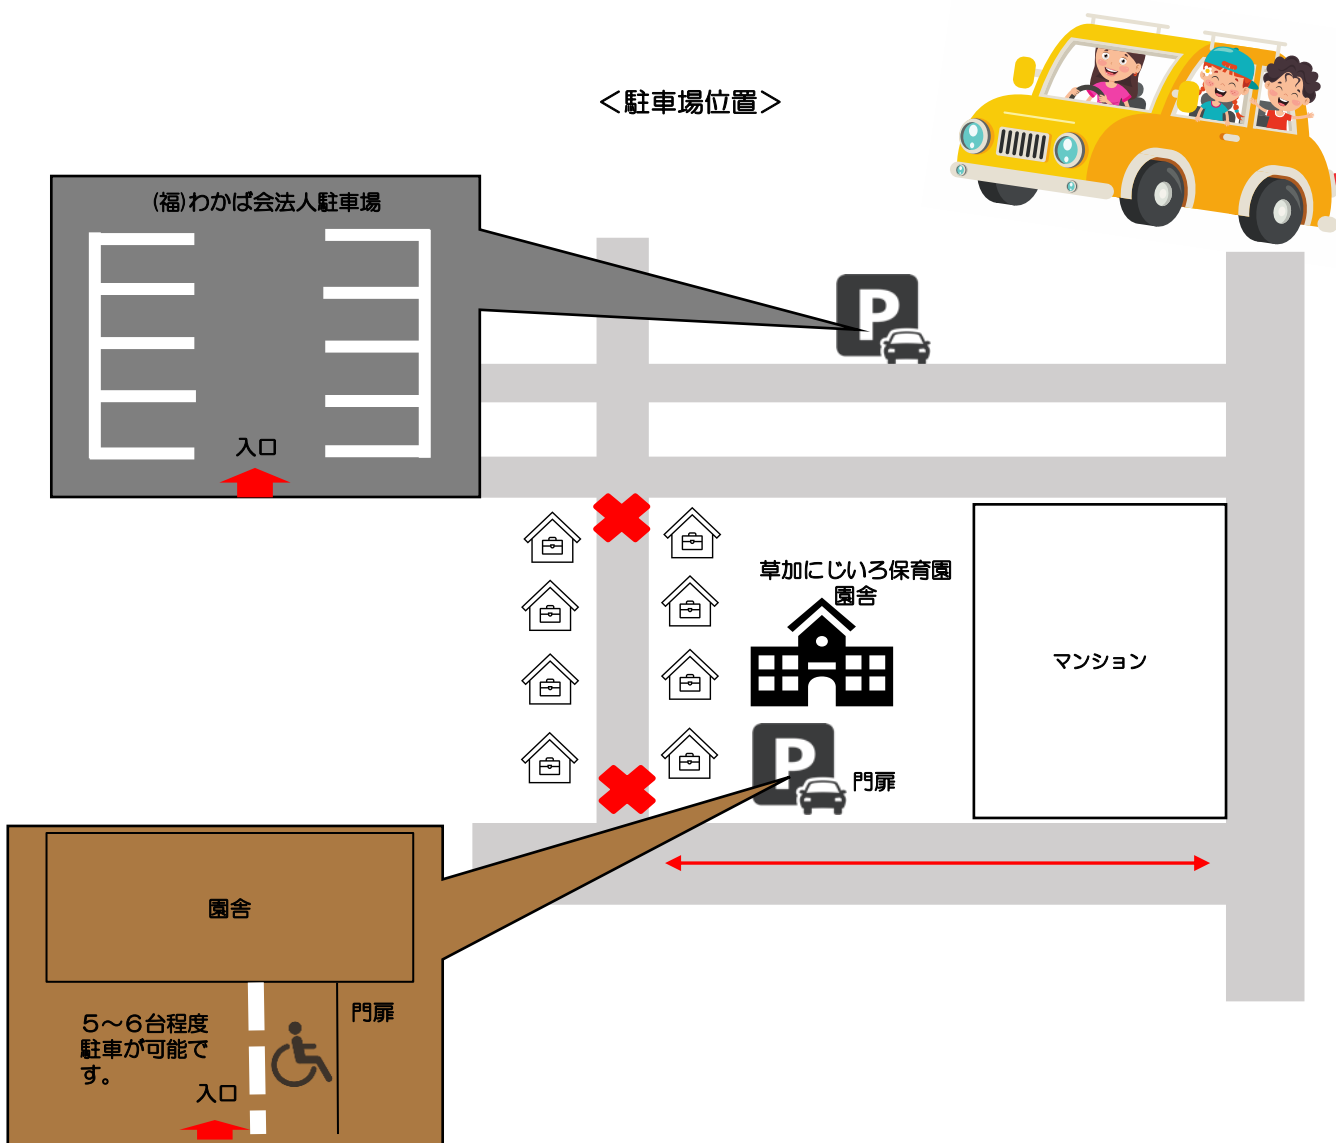 ＜駐車場位置＞
(福)わかば会法人駐車場
入口
P
草加にじいろ保育園
園舎
マンション
P
門扉
園舎
門扉
５～６台程度
駐車が可能で
す。
入口